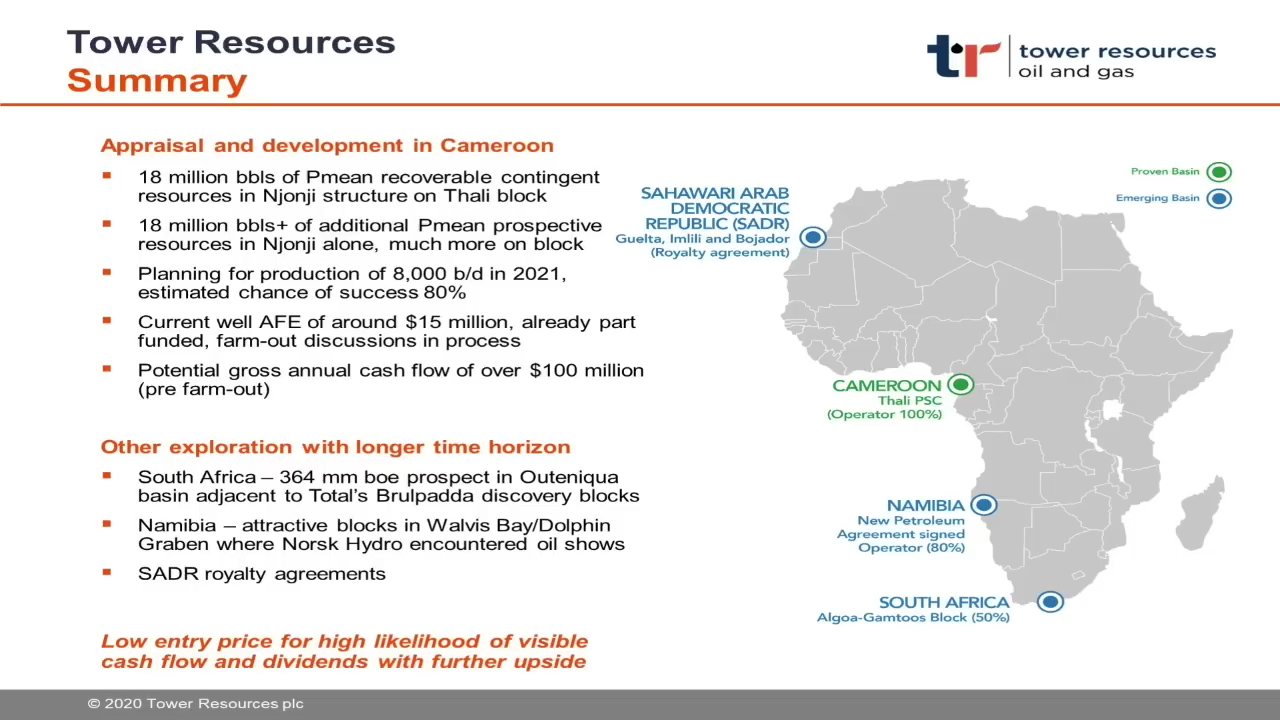 Tower Resources
Summary
tr
tower resources
oil and gas
Appraisal and development in Cameroon
▪ 18 million bbls of Pmean recoverable contingent
resources in Njonji structure on Thali block
▪ 18 million bbls+ of additional Pmean prospective
resources in Njonji alone, much more on block
▪ Planning for production of 8,000 b/d in 2021,
estimated chance of success 80%
▪ Current well AFE of around $15 million, already part
funded, farm-out discussions in process
▪ Potential gross annual cash flow of over $100 million
(pre farm-out)
Other exploration with longer time horizon
▪ South Africa – 364 mm boe prospect in Outeniqua
basin adjacent to Total's Brulpadda discovery blocks
▪ Namibia – attractive blocks in Walvis Bay/Dolphin
Graben where Norsk Hydro encountered oil shows
▪ SADR royalty agreements
Low entry price for high likelihood of visible
cash flow and dividends with further upside
Proven Basin
Emerging Basin
SAHAWARI ARAB
DEMOCRATIC
REPUBLIC (SADR)
Guelta, Imlili and Bojador
(Royalty agreement)
CAMEROON
Thali PSC
(Operator 100%)
NAMIBIA
New Petroleum
Agreement signed
Operator (80%)
SOUTH AFRICA
Algoa-Gamtoos Block (50%)
© 2020 Tower Resources plc